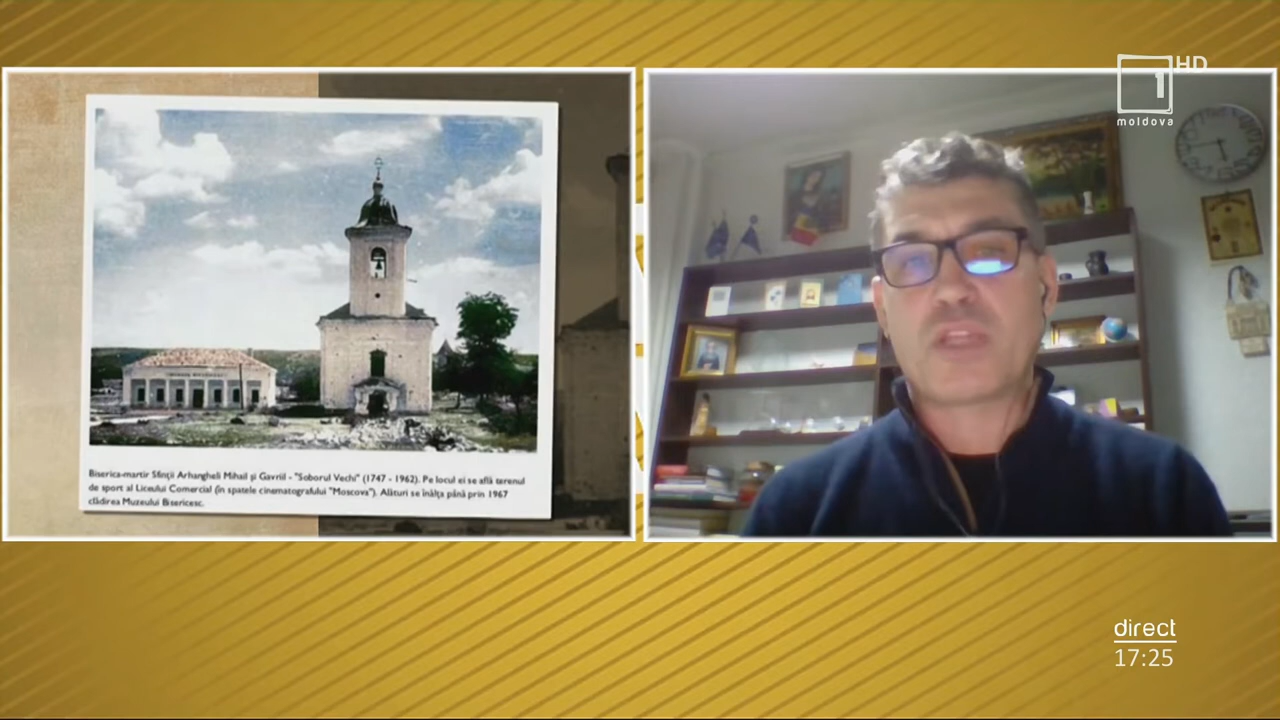 Biserica-martir Sfinții Arhangheli Mihail și Gavriil - "Soborul Vechi" (1747 - 1962). Pe locul ei se află terenul
de sport al Liceului Comercial (în spatele cinematografului "Moscova"). Alături se înălța până prin 1967
clădirea Muzeului Bisericesc.
HD
1
moldova
direct
17:25